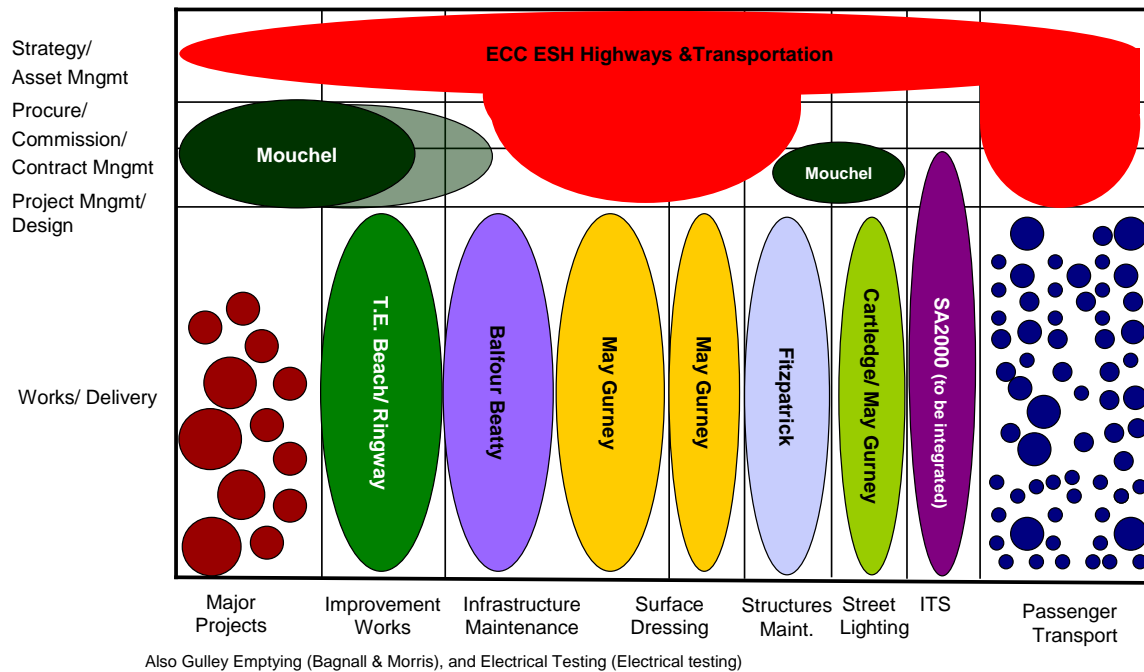 ECC ESH Highways &Transportation
Strategy/
Asset Mngmt
Procure/
Commission/
Contract Mngmt
Project Mngmt/
Design
Works/ Delivery
Mouchel
Mouchel
T.E. Beach/ Ringway
Balfour Beatty
May Gurney
May Gurney
Fitzpatrick
Cartledge/ May Gurney
SA2000 (to be integrated)
Major
Projects
Improvement
Works
Infrastructure
Maintenance
Surface
Dressing
Structures
Maint.
Street
Lighting
ITS
Passenger
Transport
Also Gulley Emptying (Bagnall & Morris), and Electrical Testing (Electrical testing)